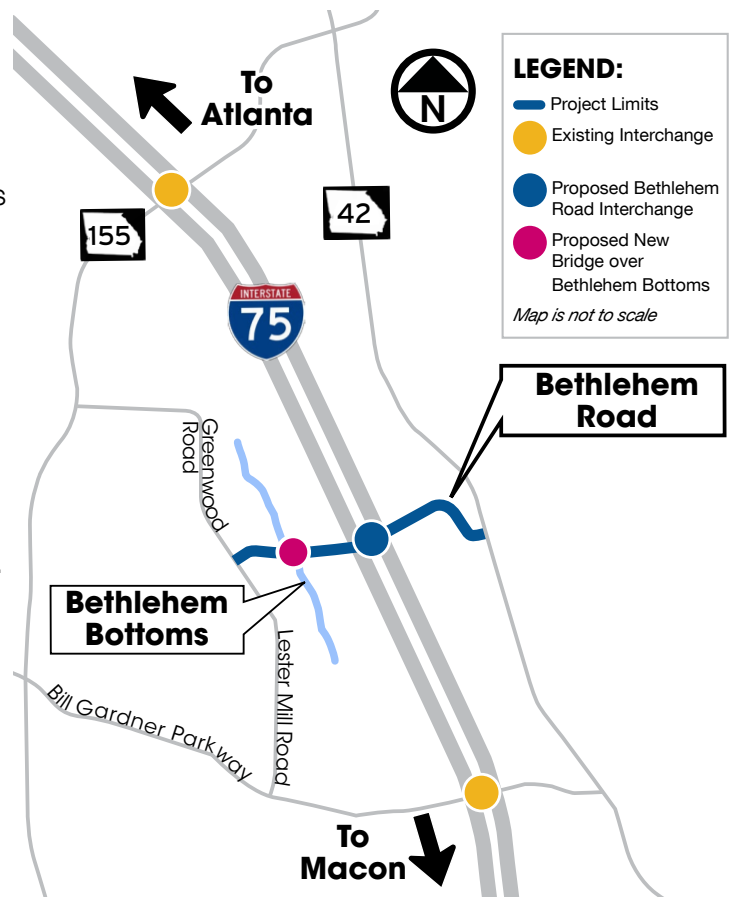 To
Atlanta
N
LEGEND:
Project Limits
Existing Interchange
Proposed Bethlehem
Road Interchange
Proposed New
Bridge over
Bethlehem Bottoms
Map is not to scale
s
155
42
INTERSTATE
75
Bethlehem
Road
Greenwood
Road
Bethlehem
Bottoms
Lester Mill Road
Bill Gardner Parkway
To
Macon